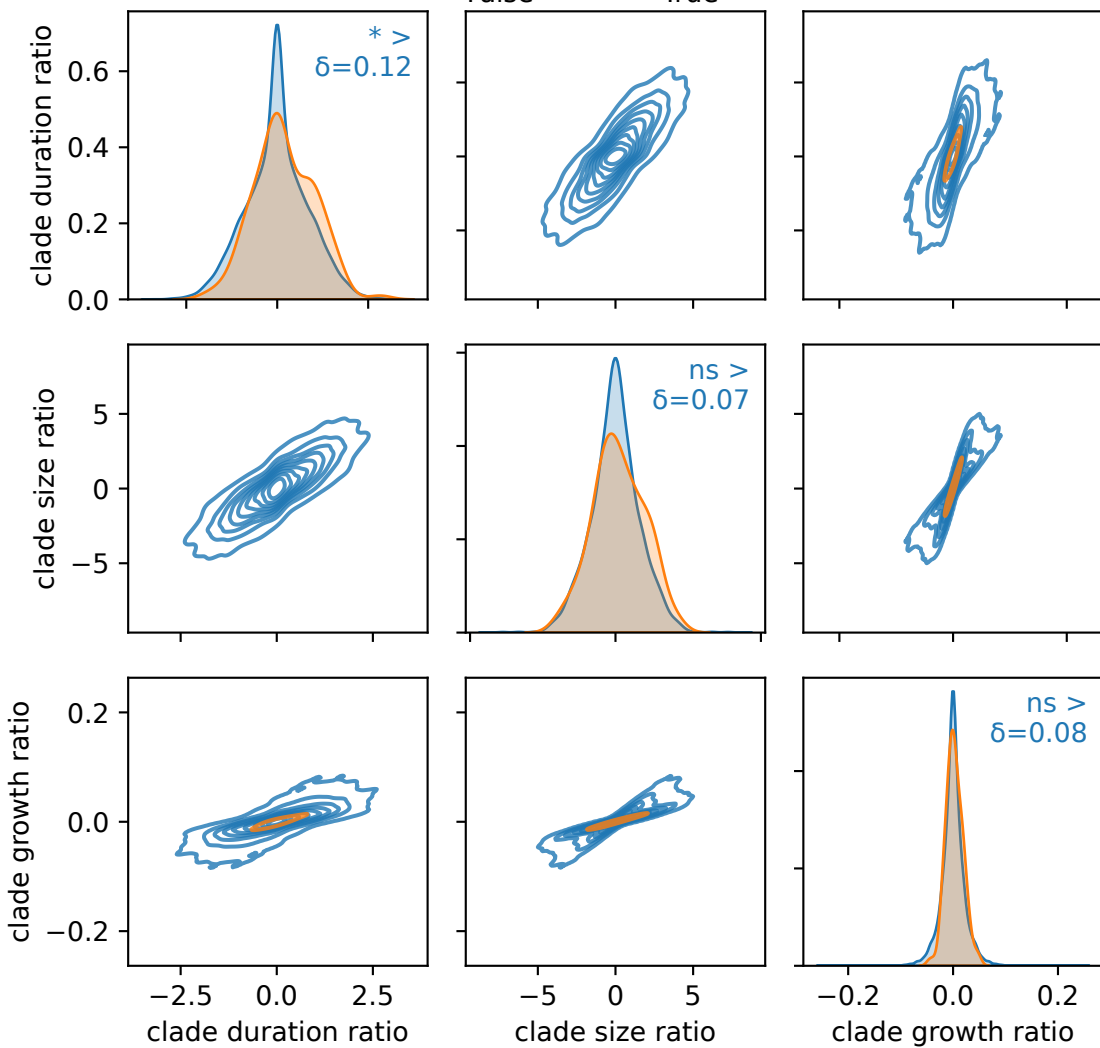 clade duration ratio
0.6
0.4
0.2
0.0
* >
δ=0.12
clade size ratio
5
0
−5
ns >
δ=0.07
clade growth ratio
0.2
0.0
−0.2
ns >
δ=0.08
−2.5 0.0 2.5
−5 0 5
−0.2 0.0 0.2
clade duration ratio
clade size ratio
clade growth ratio